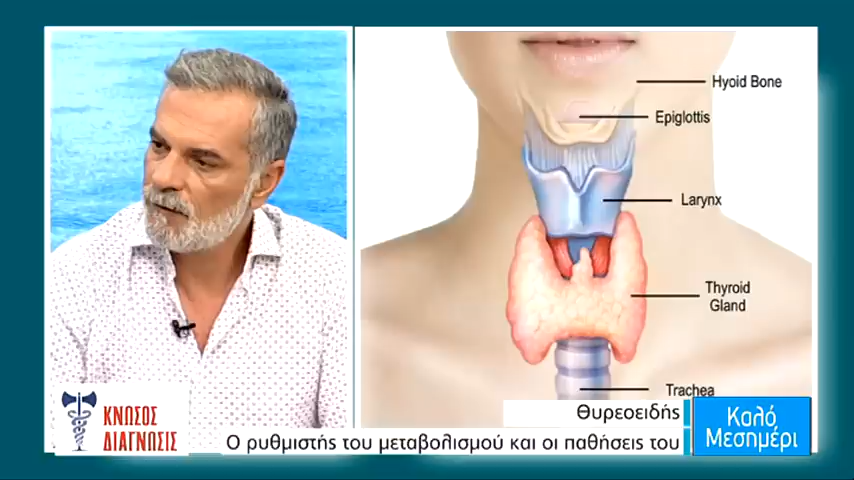 Hyoid Bone
Epiglottis
Larynx
Thyroid
Gland
Trachea
ΚΝΩΣΟΣ
ΔΙΑΓΝΩΣΙΣ
Θυρεοειδής
Ο ρυθμιστής του μεταβολισμού και οι παθήσεις του
Καλό
Μεσημέρι